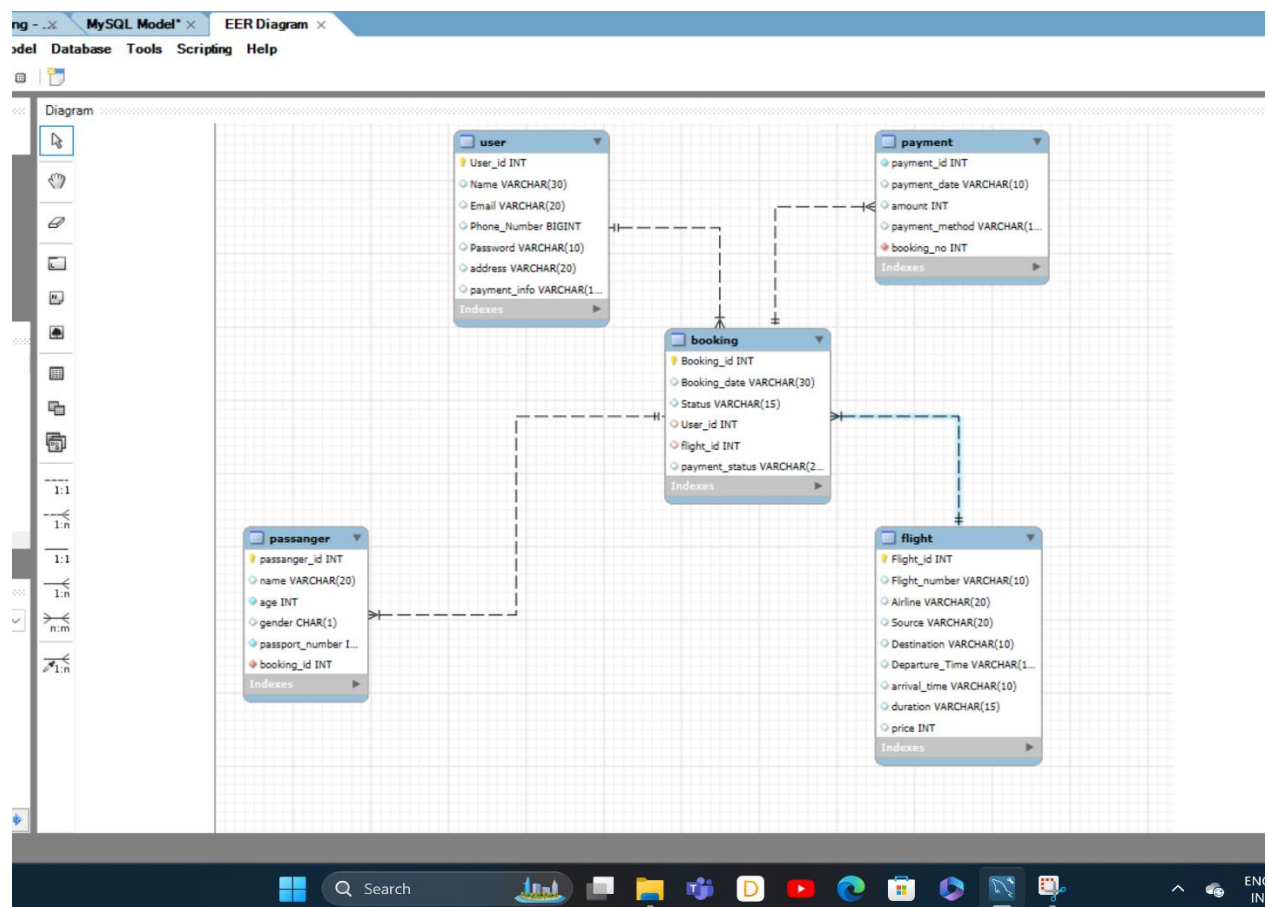 ng - ..× MySQL Model* × EER Diagram ×
odel Database Tools Scripting Help
Diagram
1:1
1:n
1:1
1:n
n:m
1:n
user
User_id INT
Name VARCHAR(30)
Email VARCHAR(20)
Phone_Number BIGINT
Password VARCHAR(10)
address VARCHAR(20)
payment_info VARCHAR(1...
Indexes
payment
payment_id INT
payment_date VARCHAR(10)
amount INT
payment_method VARCHAR(1...
booking_no INT
Indexes
booking
Booking_id INT
Booking_date VARCHAR(30)
Status VARCHAR(15)
User_id INT
flight_id INT
payment_status VARCHAR(2...
Indexes
passanger
passanger_id INT
name VARCHAR(20)
age INT
gender CHAR(1)
passport_number I...
booking_id INT
Indexes
flight
Flight_id INT
Flight_number VARCHAR(10)
Airline VARCHAR(20)
Source VARCHAR(20)
Destination VARCHAR(10)
Departure_Time VARCHAR(1...
arrival_time VARCHAR(10)
duration VARCHAR(15)
price INT
Indexes
Search
D
ENG
IN